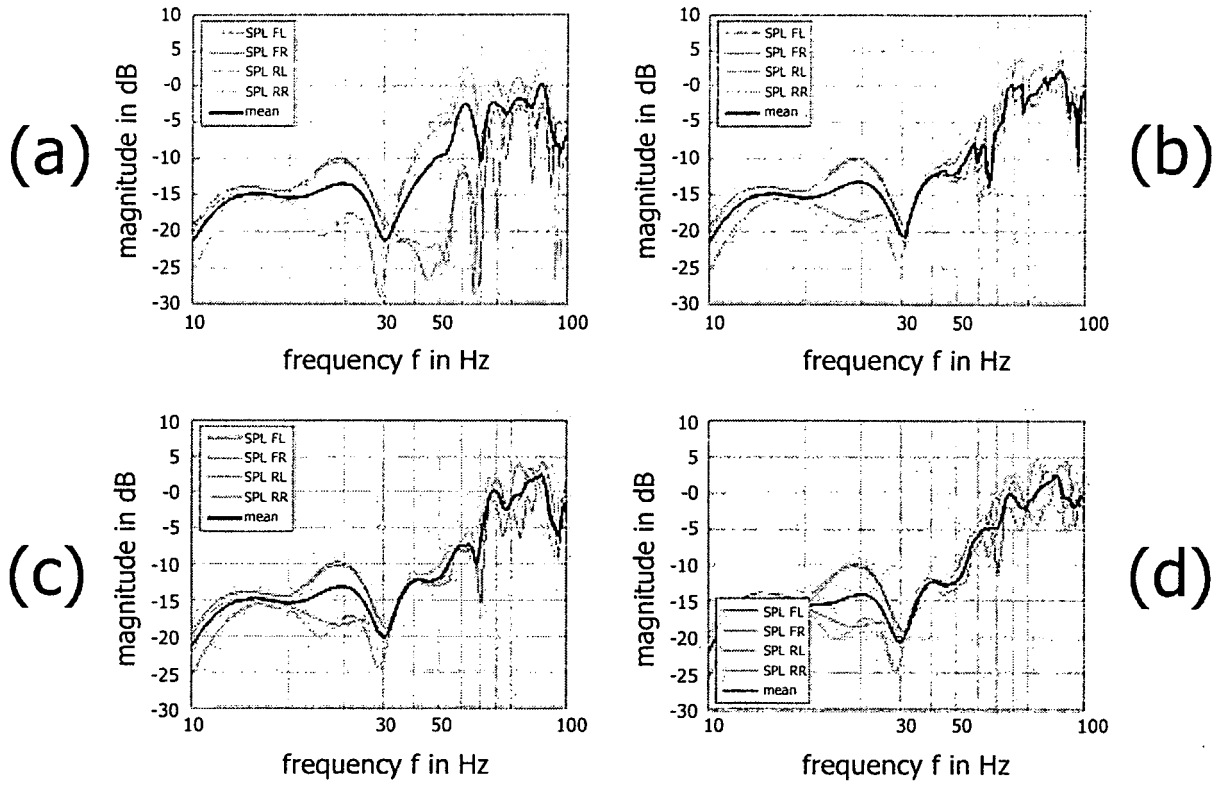 (a)
magnitude in dB
10
5
-0
-5
-10
-15
-20
-25
-30
SPL FL
SPL FR
SPL RL
SPL RR
mean
10
30
50
100
frequency f in Hz
(b)
magnitude in dB
10
5
-0
-5
-10
-15
-20
-25
-30
SPL FL
SPL FR
SPL RL
SPL RR
mean
10
30
50
100
frequency f in Hz
(c)
magnitude in dB
10
5
-0
-5
-10
-15
-20
-25
-30
SPL FL
SPL FR
SPL RL
SPL RR
mean
10
30
50
100
frequency f in Hz
(d)
magnitude in dB
10
5
-0
-5
-10
-15
-20
-25
-30
SPL FL
SPL FR
SPL RL
SPL RR
mean
10
30
50
100
frequency f in Hz